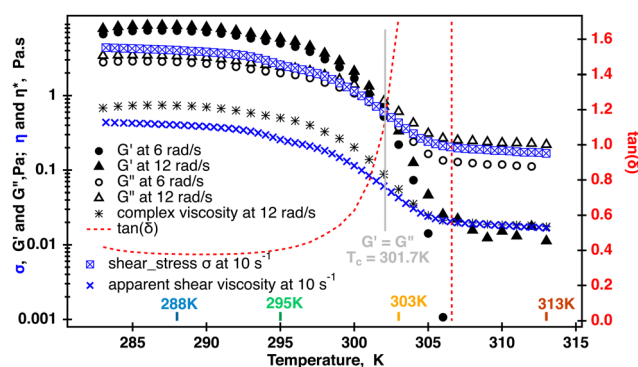 σ, G' and G'',Pa; η and η*, Pa.s
1
0.1
0.01
0.001
G' at 6 rad/s
G' at 12 rad/s
G'' at 6 rad/s
G'' at 12 rad/s
complex viscosity at 12 rad/s
tan(δ)
shear_stress σ at 10 s⁻¹
apparent shear viscosity at 10 s⁻¹
G' = G''
T_c = 301.7K
288K
295K
303K
313K
285 290 295 300 305 310 315
Temperature, K
1.6
1.4
1.2
1.0
0.8
0.6
0.4
0.2
0.0
tan(δ)